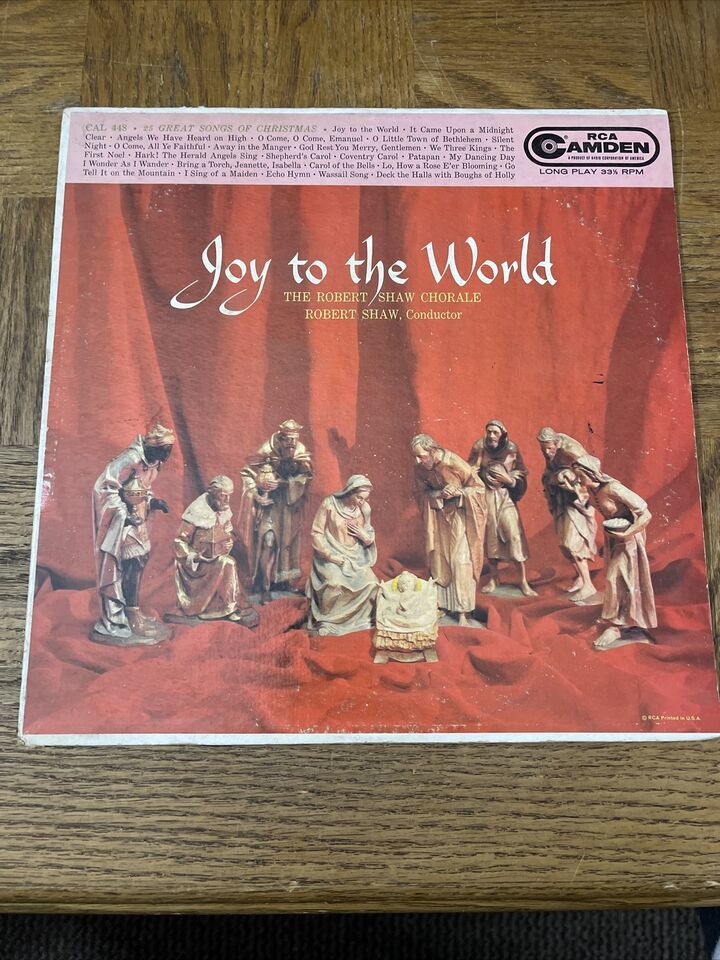 CAL 448 • 25 GREAT SONGS OF CHRISTMAS • Joy to the World • It Came Upon a Midnight
Clear • Angels We Have Heard on High • O Come, O Come, Emanuel • O Little Town of Bethlehem • Silent
Night • O Come, All Ye Faithful • Away in the Manger • God Rest You Merry, Gentlemen • We Three Kings • The
First Noel • Hark! The Herald Angels Sing • Shepherd's Carol • Coventry Carol • Patapan • My Dancing Day
I Wonder As I Wander • Bring a Torch, Jeanette, Isabella • Carol of the Bells • Lo, How a Rose E'er Blooming • Go
Tell It on the Mountain • I Sing of a Maiden • Echo Hymn • Wassail Song • Deck the Halls with Boughs of Holly
RCA
CAMDEN
A PRODUCT OF RADIO CORPORATION OF AMERICA
LONG PLAY 33⅓ RPM
Joy to the World
THE ROBERT SHAW CHORALE
ROBERT SHAW, Conductor
© RCA Printed in U.S.A.